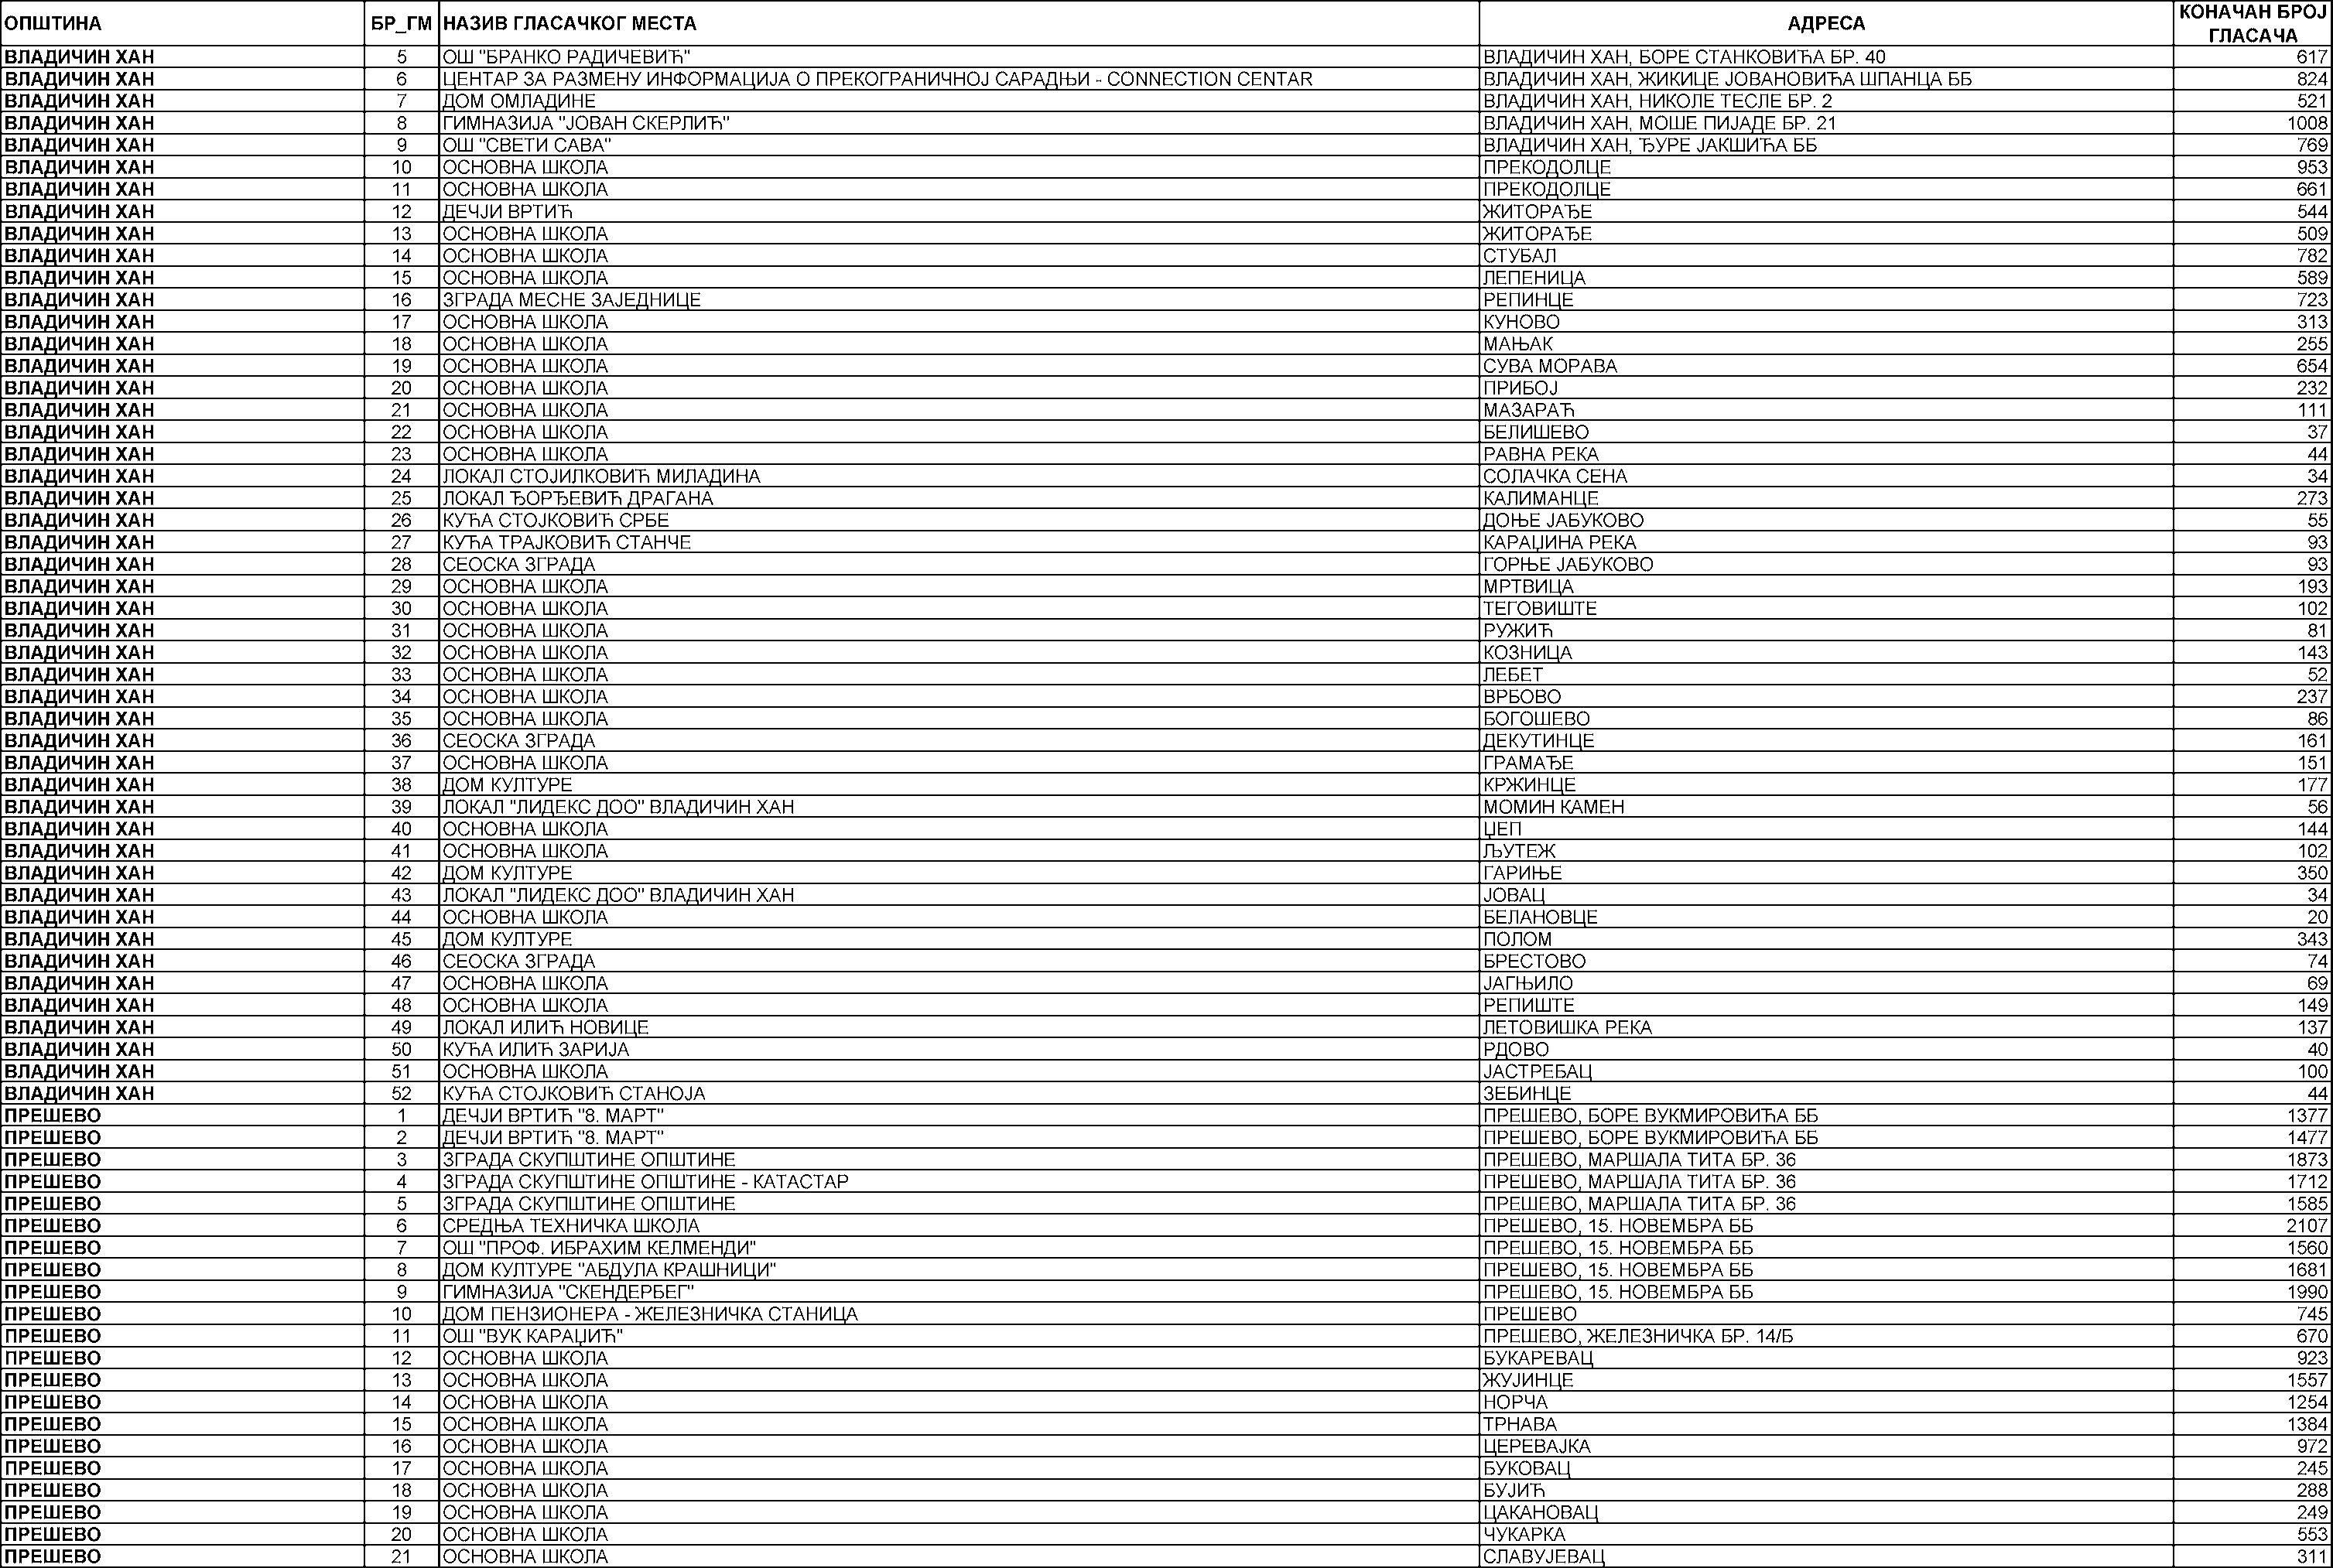 ОПШТИНА БР_ГМ НАЗИВ ГЛАСАЧКОГ МЕСТА АДРЕСА КОНАЧАН БРОЈ ГЛАСАЧА
ВЛАДИЧИН ХАН 5 ОШ "БРАНКО РАДИЧЕВИЋ" ВЛАДИЧИН ХАН, БОРЕ СТАНКОВИЋА БР. 40 617
ВЛАДИЧИН ХАН 6 ЦЕНТАР ЗА РАЗМЕНУ ИНФОРМАЦИЈА О ПРЕКОГРАНИЧНОЈ САРАДЊИ - CONNECTION CENTAR ВЛАДИЧИН ХАН, ЖИКИЦЕ ЈОВАНОВИЋА ШПАНЦА ББ 824
ВЛАДИЧИН ХАН 7 ДОМ ОМЛАДИНЕ ВЛАДИЧИН ХАН, НИКОЛЕ ТЕСЛЕ БР. 2 521
ВЛАДИЧИН ХАН 8 ГИМНАЗИЈА "ЈОВАН СКЕРЛИЋ" ВЛАДИЧИН ХАН, МОШЕ ПИЈАДЕ БР. 21 1008
ВЛАДИЧИН ХАН 9 ОШ "СВЕТИ САВА" ВЛАДИЧИН ХАН, ЂУРЕ ЈАКШИЋА ББ 769
ВЛАДИЧИН ХАН 10 ОСНОВНА ШКОЛА ПРЕКОДОЛЦЕ 953
ВЛАДИЧИН ХАН 11 ОСНОВНА ШКОЛА ПРЕКОДОЛЦЕ 661
ВЛАДИЧИН ХАН 12 ДЕЧЈИ ВРТИЋ ЖИТОРАЂЕ 544
ВЛАДИЧИН ХАН 13 ОСНОВНА ШКОЛА ЖИТОРАЂЕ 509
ВЛАДИЧИН ХАН 14 ОСНОВНА ШКОЛА СТУБАЛ 782
ВЛАДИЧИН ХАН 15 ОСНОВНА ШКОЛА ЛЕПЕНИЦА 589
ВЛАДИЧИН ХАН 16 ЗГРАДА МЕСНЕ ЗАЈЕДНИЦЕ РЕПИНЦЕ 723
ВЛАДИЧИН ХАН 17 ОСНОВНА ШКОЛА КУНОВО 313
ВЛАДИЧИН ХАН 18 ОСНОВНА ШКОЛА МАЊАК 255
ВЛАДИЧИН ХАН 19 ОСНОВНА ШКОЛА СУВА МОРАВА 654
ВЛАДИЧИН ХАН 20 ОСНОВНА ШКОЛА ПРИБОЈ 232
ВЛАДИЧИН ХАН 21 ОСНОВНА ШКОЛА МАЗАРАЋ 111
ВЛАДИЧИН ХАН 22 ОСНОВНА ШКОЛА БЕЛИШЕВО 37
ВЛАДИЧИН ХАН 23 ОСНОВНА ШКОЛА РАВНА РЕКА 44
ВЛАДИЧИН ХАН 24 ЛОКАЛ СТОЈИЛКОВИЋ МИЛАДИНА СОЛАЧКА СЕНА 34
ВЛАДИЧИН ХАН 25 ЛОКАЛ ЂОРЂЕВИЋ ДРАГАНА КАЛИМАНЦЕ 273
ВЛАДИЧИН ХАН 26 КУЋА СТОЈКОВИЋ СРБЕ ДОЊЕ ЈАБУКОВО 55
ВЛАДИЧИН ХАН 27 КУЋА ТРАЈКОВИЋ СТАНЧЕ КАРАЏИНА РЕКА 93
ВЛАДИЧИН ХАН 28 СЕОСКА ЗГРАДА ГОРЊЕ ЈАБУКОВО 93
ВЛАДИЧИН ХАН 29 ОСНОВНА ШКОЛА МРТВИЦА 193
ВЛАДИЧИН ХАН 30 ОСНОВНА ШКОЛА ТЕГОВИШТЕ 102
ВЛАДИЧИН ХАН 31 ОСНОВНА ШКОЛА РУЖИЋ 81
ВЛАДИЧИН ХАН 32 ОСНОВНА ШКОЛА КОЗНИЦА 143
ВЛАДИЧИН ХАН 33 ОСНОВНА ШКОЛА ЛЕБЕТ 52
ВЛАДИЧИН ХАН 34 ОСНОВНА ШКОЛА ВРБОВО 237
ВЛАДИЧИН ХАН 35 ОСНОВНА ШКОЛА БОГОШЕВО 86
ВЛАДИЧИН ХАН 36 СЕОСКА ЗГРАДА ДЕКУТИНЦЕ 161
ВЛАДИЧИН ХАН 37 ОСНОВНА ШКОЛА ГРАМАЂЕ 151
ВЛАДИЧИН ХАН 38 ДОМ КУЛТУРЕ КРЖИНЦЕ 177
ВЛАДИЧИН ХАН 39 ЛОКАЛ "ЛИДЕКС ДОО" ВЛАДИЧИН ХАН МОМИН КАМЕН 56
ВЛАДИЧИН ХАН 40 ОСНОВНА ШКОЛА ЏЕП 144
ВЛАДИЧИН ХАН 41 ОСНОВНА ШКОЛА ЉУТЕЖ 102
ВЛАДИЧИН ХАН 42 ДОМ КУЛТУРЕ ГАРИЊЕ 350
ВЛАДИЧИН ХАН 43 ЛОКАЛ "ЛИДЕКС ДОО" ВЛАДИЧИН ХАН ЈОВАЦ 34
ВЛАДИЧИН ХАН 44 ОСНОВНА ШКОЛА БЕЛАНОВЦЕ 20
ВЛАДИЧИН ХАН 45 ДОМ КУЛТУРЕ ПОЛОМ 343
ВЛАДИЧИН ХАН 46 СЕОСКА ЗГРАДА БРЕСТОВО 74
ВЛАДИЧИН ХАН 47 ОСНОВНА ШКОЛА ЈАГЊИЛО 69
ВЛАДИЧИН ХАН 48 ОСНОВНА ШКОЛА РЕПИШТЕ 149
ВЛАДИЧИН ХАН 49 ЛОКАЛ ИЛИЋ НОВИЦЕ ЛЕТОВИШКА РЕКА 137
ВЛАДИЧИН ХАН 50 КУЋА ИЛИЋ ЗАРИЈА РДОВО 40
ВЛАДИЧИН ХАН 51 ОСНОВНА ШКОЛА ЈАСТРЕБАЦ 100
ВЛАДИЧИН ХАН 52 КУЋА СТОЈКОВИЋ СТАНОЈА ЗЕБИНЦЕ 44
ПРЕШЕВО 1 ДЕЧЈИ ВРТИЋ "8. МАРТ" ПРЕШЕВО, БОРЕ ВУКМИРОВИЋА ББ 1377
ПРЕШЕВО 2 ДЕЧЈИ ВРТИЋ "8. МАРТ" ПРЕШЕВО, БОРЕ ВУКМИРОВИЋА ББ 1477
ПРЕШЕВО 3 ЗГРАДА СКУПШТИНЕ ОПШТИНЕ ПРЕШЕВО, МАРШАЛА ТИТА БР. 36 1873
ПРЕШЕВО 4 ЗГРАДА СКУПШТИНЕ ОПШТИНЕ - КАТАСТАР ПРЕШЕВО, МАРШАЛА ТИТА БР. 36 1712
ПРЕШЕВО 5 ЗГРАДА СКУПШТИНЕ ОПШТИНЕ ПРЕШЕВО, МАРШАЛА ТИТА БР. 36 1585
ПРЕШЕВО 6 СРЕДЊА ТЕХНИЧКА ШКОЛА ПРЕШЕВО, 15. НОВЕМБРА ББ 2107
ПРЕШЕВО 7 ОШ "ПРОФ. ИБРАХИМ КЕЛМЕНДИ" ПРЕШЕВО, 15. НОВЕМБРА ББ 1560
ПРЕШЕВО 8 ДОМ КУЛТУРЕ "АБДУЛА КРАШНИЦИ" ПРЕШЕВО, 15. НОВЕМБРА ББ 1681
ПРЕШЕВО 9 ГИМНАЗИЈА "СКЕНДЕРБЕГ" ПРЕШЕВО, 15. НОВЕМБРА ББ 1990
ПРЕШЕВО 10 ДОМ ПЕНЗИОНЕРА - ЖЕЛЕЗНИЧКА СТАНИЦА ПРЕШЕВО 745
ПРЕШЕВО 11 ОШ "ВУК КАРАЏИЋ" ПРЕШЕВО, ЖЕЛЕЗНИЧКА БР. 14/Б 670
ПРЕШЕВО 12 ОСНОВНА ШКОЛА БУКАРЕВАЦ 923
ПРЕШЕВО 13 ОСНОВНА ШКОЛА ЖУЈИНЦЕ 1557
ПРЕШЕВО 14 ОСНОВНА ШКОЛА НОРЧА 1254
ПРЕШЕВО 15 ОСНОВНА ШКОЛА ТРНАВА 1384
ПРЕШЕВО 16 ОСНОВНА ШКОЛА ЦЕРЕВАЈКА 972
ПРЕШЕВО 17 ОСНОВНА ШКОЛА БУКОВАЦ 245
ПРЕШЕВО 18 ОСНОВНА ШКОЛА БУЈИЋ 288
ПРЕШЕВО 19 ОСНОВНА ШКОЛА ЦАКАНОВАЦ 249
ПРЕШЕВО 20 ОСНОВНА ШКОЛА ЧУКАРКА 553
ПРЕШЕВО 21 ОСНОВНА ШКОЛА СЛАВУЈЕВАЦ 311